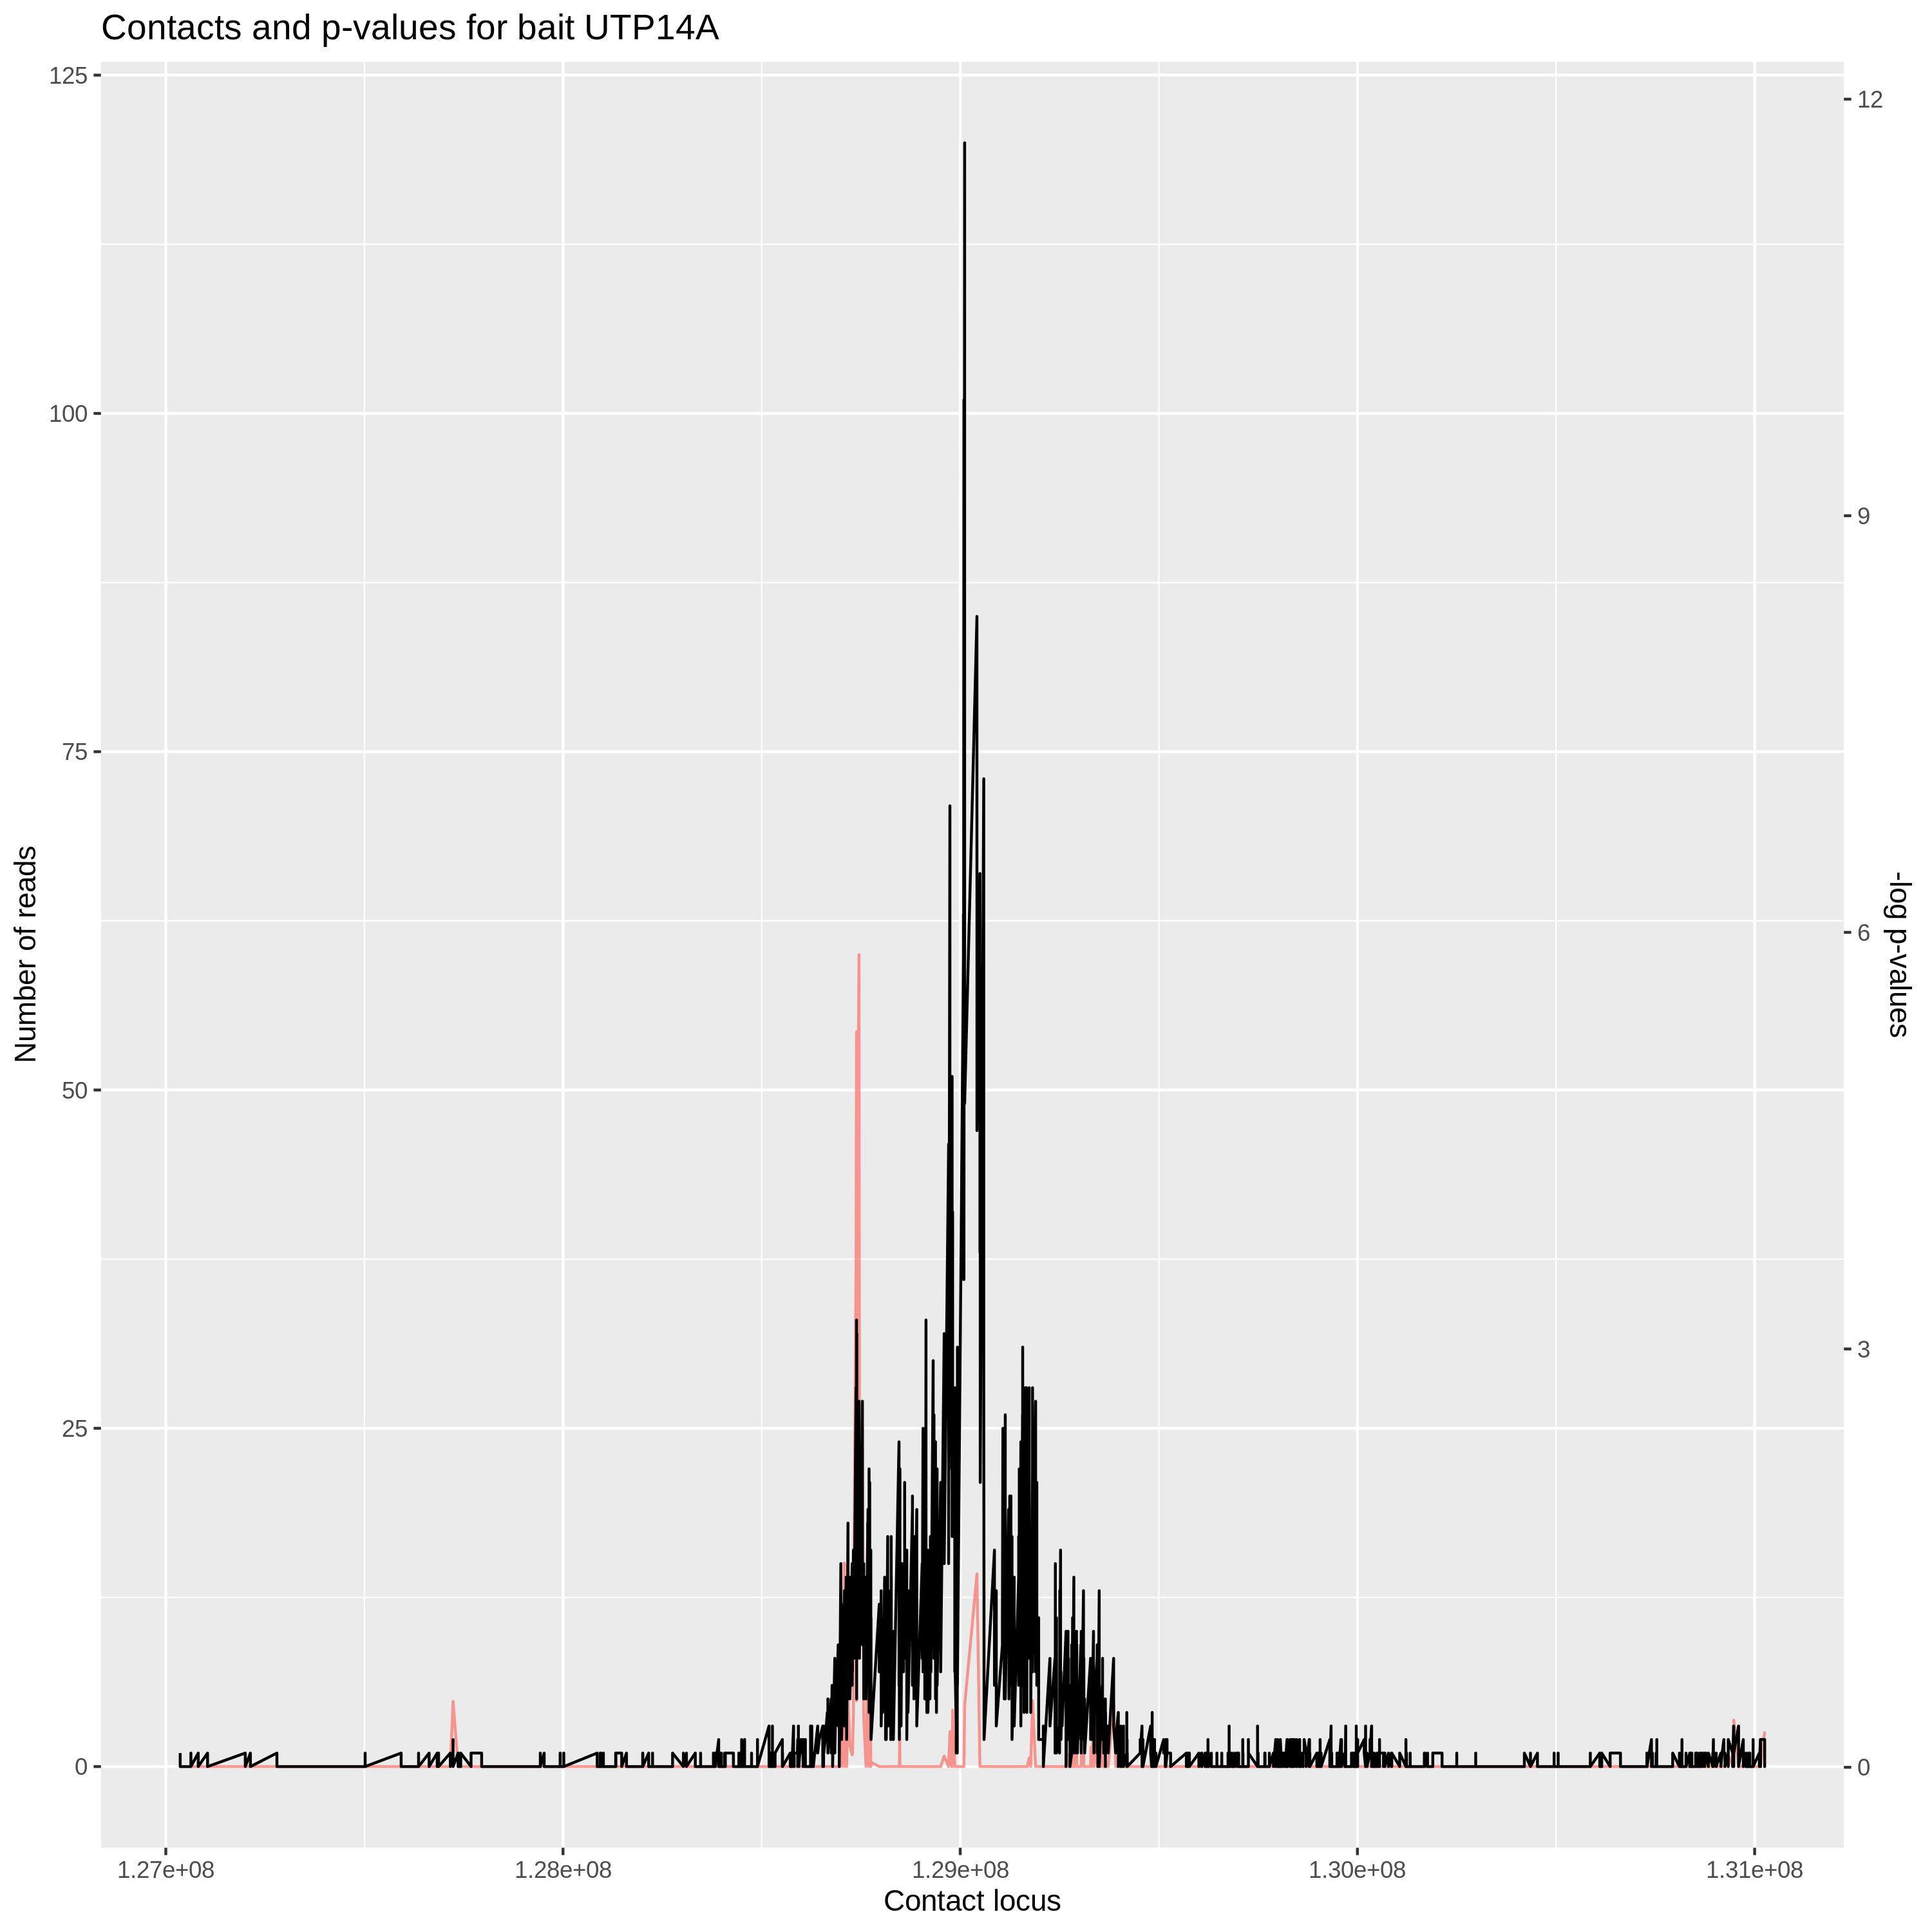 Contacts and p-values for bait UTP14A
125
100
75
50
25
0
Number of reads
12
9
6
3
0
-log p-values
1.27e+08
1.28e+08
1.29e+08
1.30e+08
1.31e+08
Contact locus